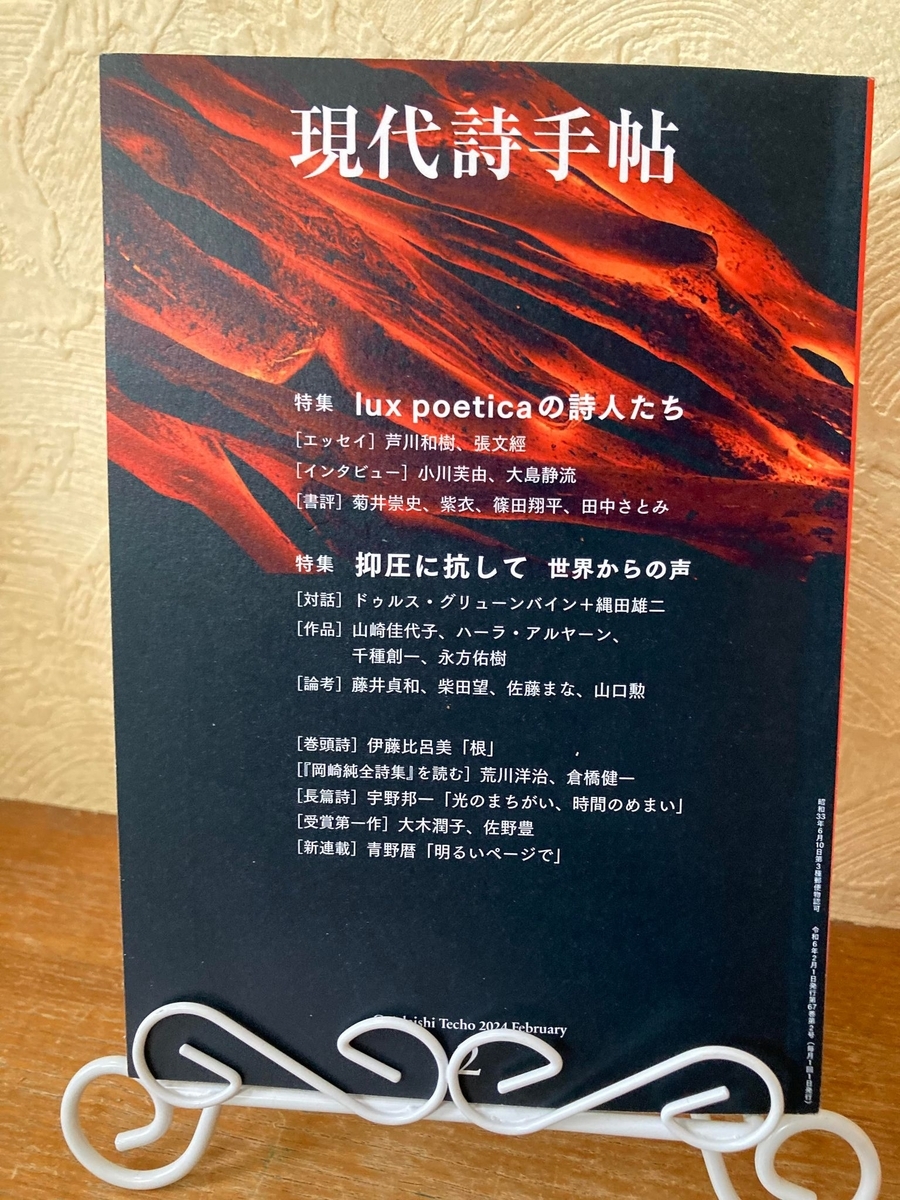 現代詩手帖
特集 lux poeticaの詩人たち
[エッセイ] 芦川和樹、張文經
[インタビュー] 小川芙由、大島静流
[書評] 菊井崇史、紫衣、篠田翔平、田中さとみ
特集 抑圧に抗して 世界からの声
[対話] ドゥルス・グリューンバイン+縄田雄二
[作品] 山崎佳代子、ハーラ・アルヤーン、
千種創一、永方佑樹
[論考] 藤井貞和、柴田望、佐藤まな、山口勲
[巻頭詩] 伊藤比呂美「根」
[『岡崎純全詩集』を読む] 荒川洋治、倉橋健一
[長篇詩] 宇野邦一「光のまちがい、時間のめまい」
[受賞第一作] 大木潤子、佐野豊
[新連載] 青野暦「明るいページで」
Techo 2024 February
2
昭和33年6月10日第3種郵便物認可 令和6年2月1日発行第67巻第2号(毎月1回1日発行)